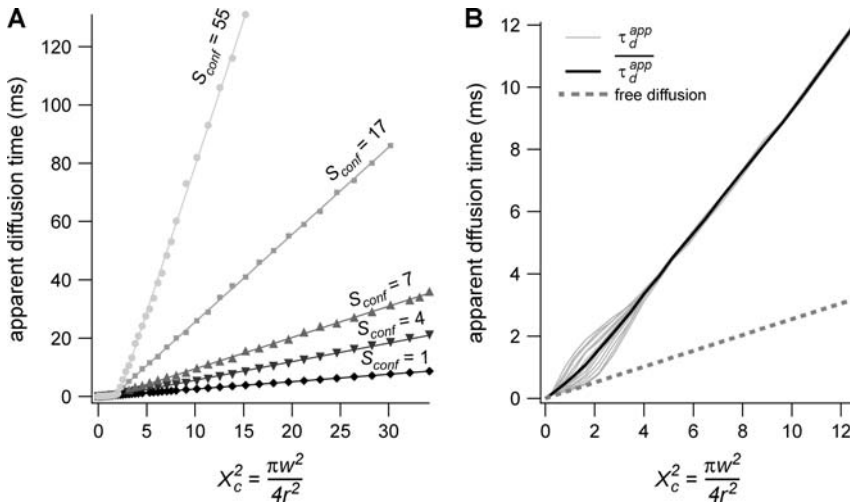 A
apparent diffusion time (ms)
120
100
80
60
40
20
0
0 5 10 15 20 25 30
S_conf = 55
S_conf = 17
S_conf = 7
S_conf = 4
S_conf = 1
X_c^2 = πw^2 / 4r^2
B
apparent dffusion time (ms)
12
10
8
6
4
2
0
0 2 4 6 8 10 12
τ_d^app
τ_d^app
free diffusion
X_c^2 = πw^2 / 4r^2